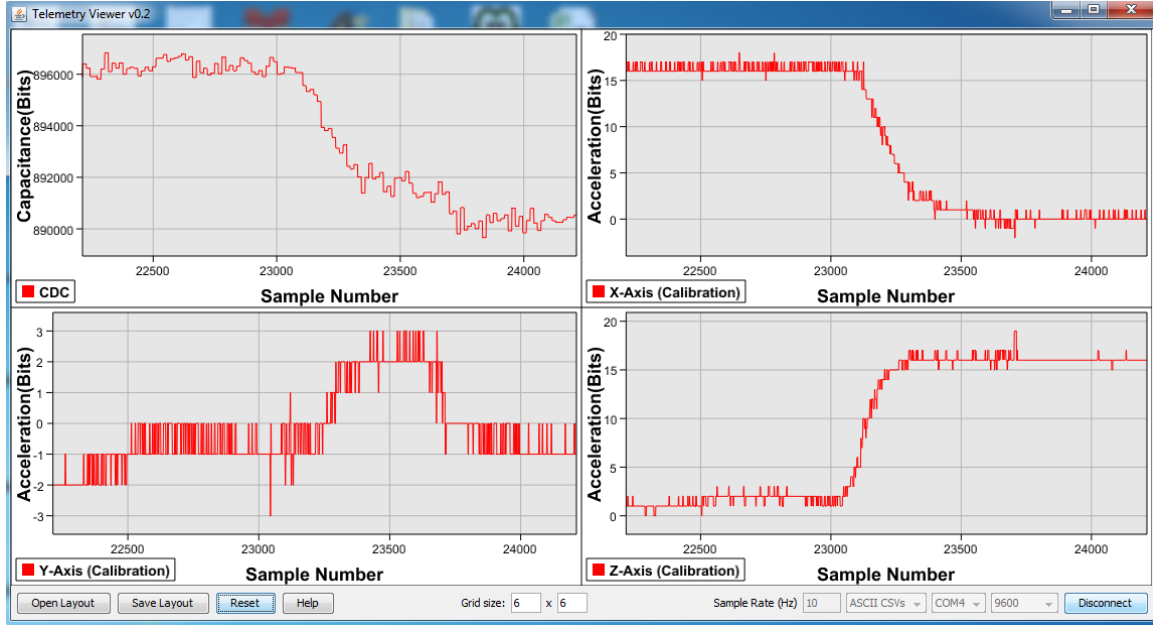 Telemetry Viewer v0.2
Capacitance(Bits)
896000
894000
892000
890000
22500 23000 23500 24000
CDC
Sample Number
Acceleration(Bits)
20
15
10
5
0
22500 23000 23500 24000
X-Axis (Calibration)
Sample Number
Acceleration(Bits)
3
2
1
0
-1
-2
-3
22500 23000 23500 24000
Y-Axis (Calibration)
Sample Number
Acceleration(Bits)
20
15
10
5
0
22500 23000 23500 24000
Z-Axis (Calibration)
Sample Number
Open Layout Save Layout Reset Help Grid size: 6 x 6 Sample Rate (Hz) 10 ASCII CSVs COM4 9600 Disconnect